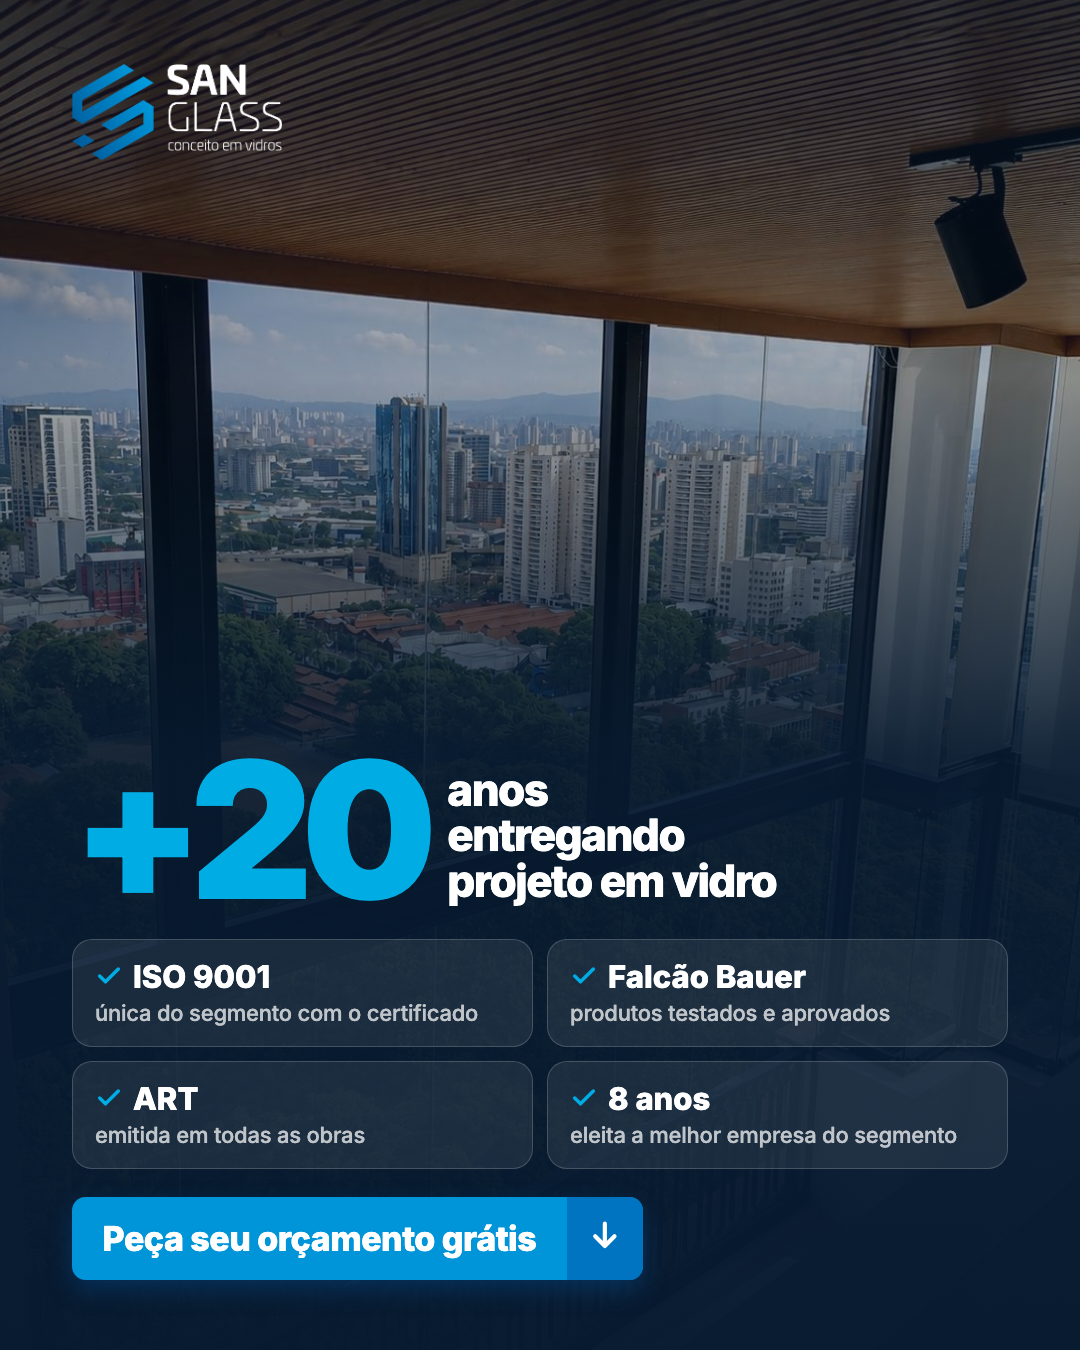 SAN
GLASS
conceito em vidros
+20
anos
entregando
projeto em vidro
ISO 9001
única do segmento com o certificado
Falcão Bauer
produtos testados e aprovados
ART
emitida em todas as obras
8 anos
eleita a melhor empresa do segmento
Peça seu orçamento grátis